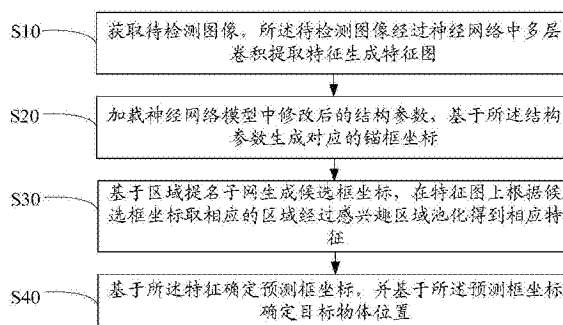 S10
获取待检测图像,所述待检测图像经过神经网络中多层
卷积提取特征生成特征图
S20
加载神经网络模型中修改后的结构参数、基于所述结构
参数生成对应的锚框坐标
S30
基于区域提名子网生成候选框坐标,在特征图上根据候
选框坐标取相应的区域经过感兴趣区域池化得到相应特
征
S40
基于所述特征确定预测框坐标,并基于所述预测框坐标
确定目标物体位置